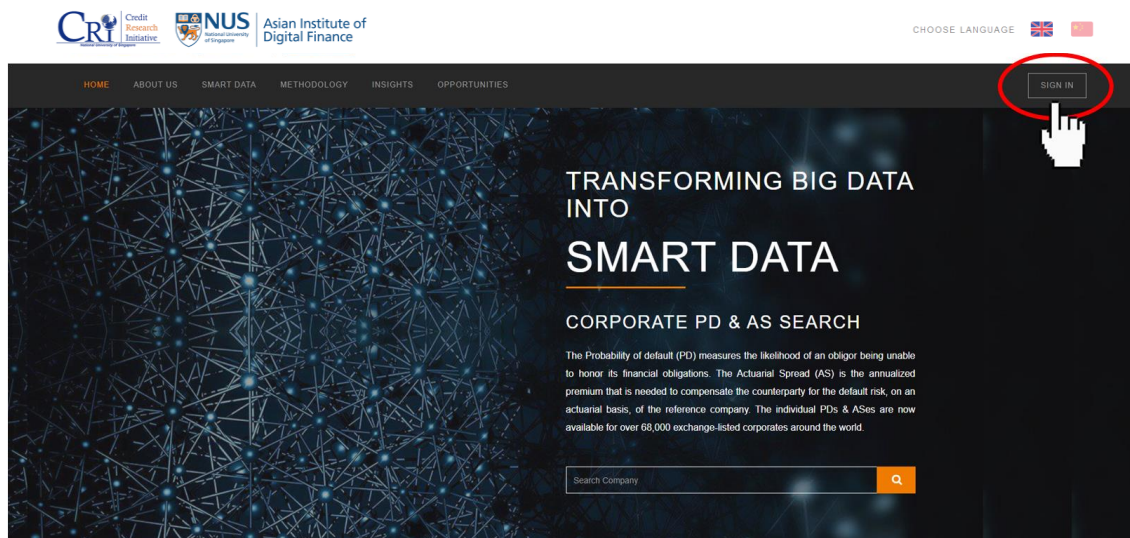 CRI Credit
Research
Initiative
National University of Singapore
NUS
National University
of Singapore
Asian Institute of
Digital Finance
CHOOSE LANGUAGE
HOME ABOUT US SMART DATA METHODOLOGY INSIGHTS OPPORTUNITIES SIGN IN
TRANSFORMING BIG DATA
INTO
SMART DATA
CORPORATE PD & AS SEARCH
The Probability of default (PD) measures the likelihood of an obligor being unable
to honor its financial obligations. The Actuarial Spread (AS) is the annualized
premium that is needed to compensate the counterparty for the default risk, on an
actuarial basis, of the reference company. The individual PDs & ASes are now
available for over 68,000 exchange-listed corporates around the world.
Search Company